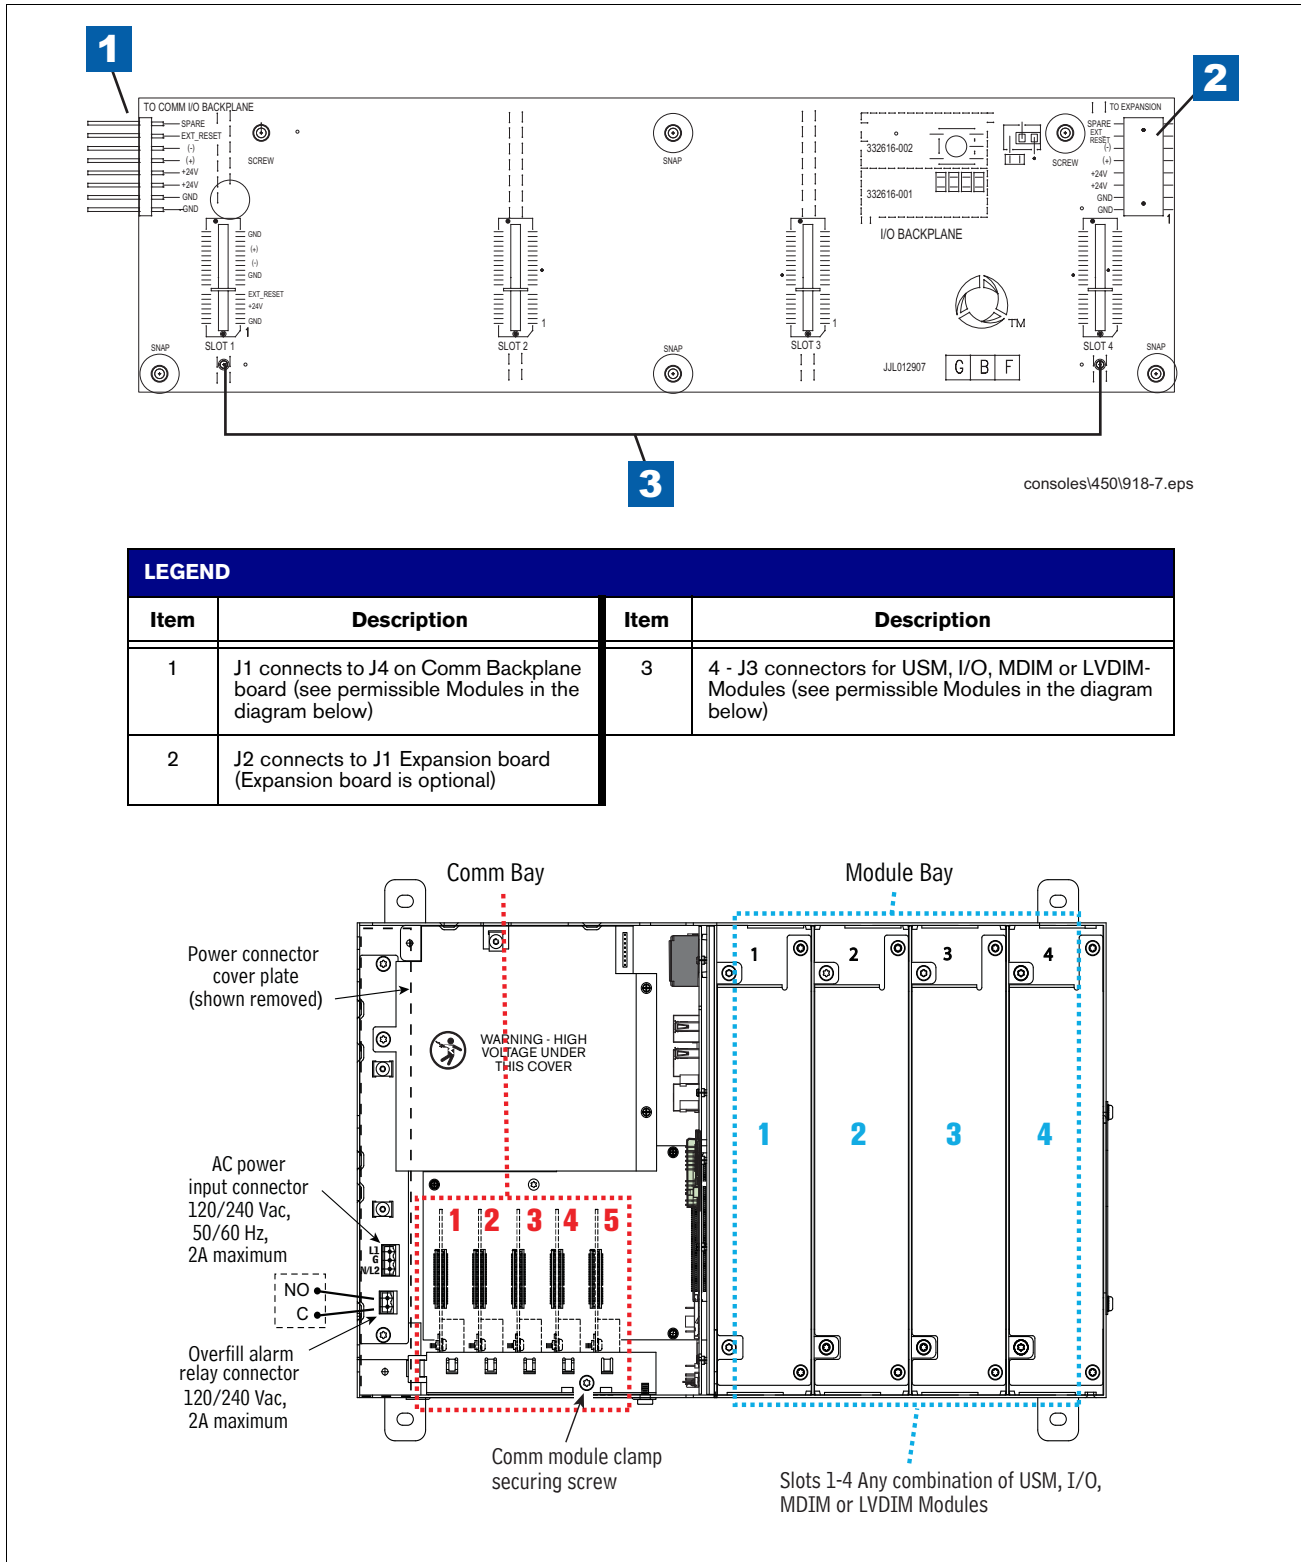 1
2
TO COMM I/O BACKPLANE
SPARE
EXT_RESET
(-)
(+)
+24V
+24V
GND
GND
SCREW
SNAP
332616-002
332616-001
I/O BACKPLANE
SCREW
TO EXPANSION
SPARE
EXT
RESET
(-)
(+)
+24V
+24V
GND
GND
1
GND
(+)
(-)
GND
EXT_RESET
+24V
GND
1
SLOT 1
1
SLOT 2
1
SLOT 3
SLOT 4
TM
SNAP
SNAP
SNAP
JJL012907
G B F
3
consoles\450\918-7.eps
LEGEND
Item Description Item Description
1 J1 connects to J4 on Comm Backplane
board (see permissible Modules in the
diagram below)
3 4 - J3 connectors for USM, I/O, MDIM or LVDIM-
Modules (see permissible Modules in the diagram
below)
2 J2 connects to J1 Expansion board
(Expansion board is optional)
Comm Bay
Module Bay
Power connector
cover plate
(shown removed)
WARNING - HIGH
VOLTAGE UNDER
THIS COVER
1 2 3 4
1 2 3 4
AC power
input connector
120/240 Vac,
50/60 Hz,
2A maximum
1 2 3 4 5
L1
G
N/L2
NO
C
Overfill alarm
relay connector
120/240 Vac,
2A maximum
Comm module clamp
securing screw
Slots 1-4 Any combination of USM, I/O,
MDIM or LVDIM Modules